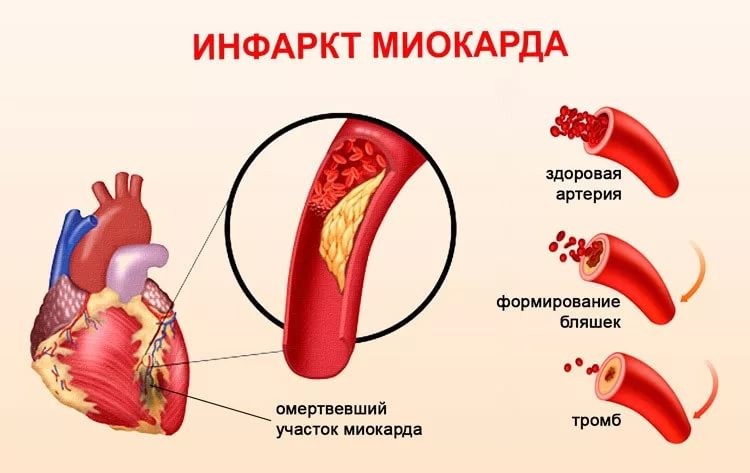 ИНФАРКТ МИОКАРДА
здоровая
артерия
формирование
бляшек
тромб
омертвевший
участок миокарда